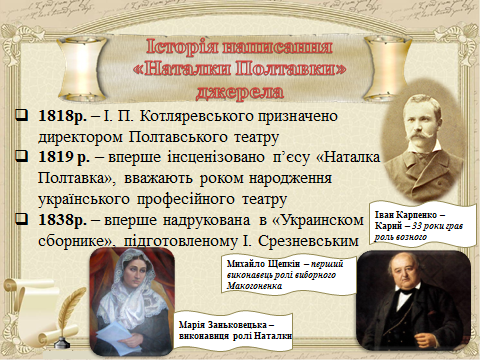 Історія написання
«Наталки Полтавки»
джерела
1818р. – І. П. Котляревського призначено
директором Полтавського театру
1819 р. – вперше інсценізовано п’єсу «Наталка
Полтавка», вважають роком народження
українського професійного театру
1838р. – вперше надрукована в «Украинском
сборнике», підготовленому І. Срезневським
Іван Карпенко –
Карий – 33 роки грав
роль возного
Михайло Щепкін – перший
виконавець ролі виборного
Макогоненка
Марія Заньковецька –
виконавиця ролі Наталки